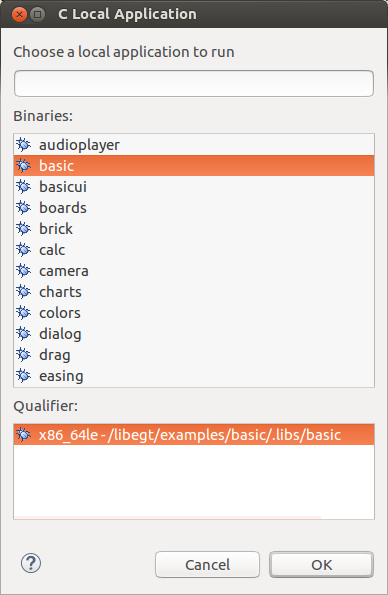 C Local Application
Choose a local application to run
Binaries:
audioplayer
basic
basicui
boards
brick
calc
camera
charts
colors
dialog
drag
easing
Qualifier:
x86_64le - /libegt/examples/basic/.libs/basic
?
Cancel
OK